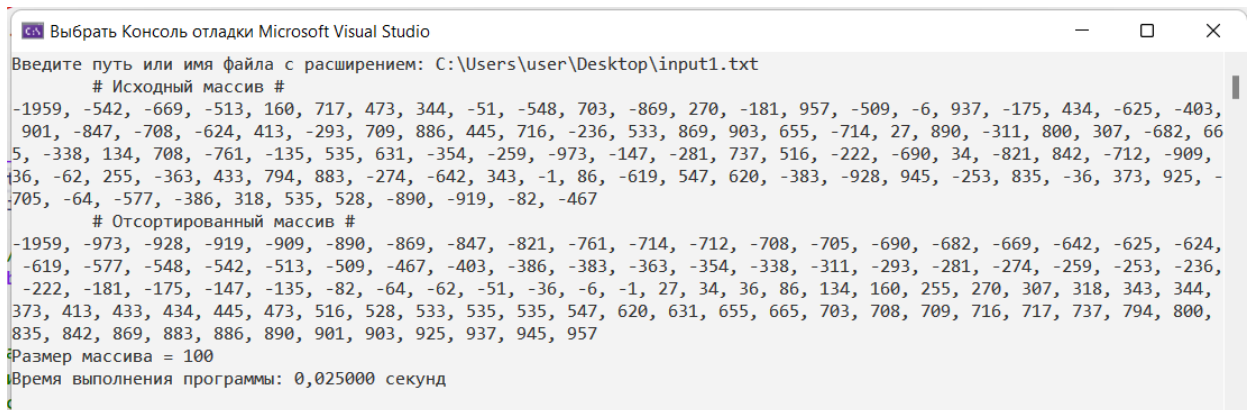 Выбрать Консоль отладки Microsoft Visual Studio
Введите путь или имя файла с расширением: C:\Users\user\Desktop\input1.txt
# Исходный массив #
-1959, -542, -669, -513, 160, 717, 473, 344, -51, -548, 703, -869, 270, -181, 957, -509, -6, 937, -175, 434, -625, -403,
901, -847, -708, -624, 413, -293, 709, 886, 445, 716, -236, 533, 869, 903, 655, -714, 27, 890, -311, 800, 307, -682, 66
5, -338, 134, 708, -761, -135, 535, 631, -354, -259, -973, -147, -281, 737, 516, -222, -690, 34, -821, 842, -712, -909,
36, -62, 255, -363, 433, 794, 883, -274, -642, 343, -1, 86, -619, 547, 620, -383, -928, 945, -253, 835, -36, 373, 925, -
705, -64, -577, -386, 318, 535, 528, -890, -919, -82, -467
# Отсортированный массив #
-1959, -973, -928, -919, -909, -890, -869, -847, -821, -761, -714, -712, -708, -705, -690, -682, -669, -642, -625, -624,
-619, -577, -548, -542, -513, -509, -467, -403, -386, -383, -363, -354, -338, -311, -293, -281, -274, -259, -253, -236,
-222, -181, -175, -147, -135, -82, -64, -62, -51, -36, -6, -1, 27, 34, 36, 86, 134, 160, 255, 270, 307, 318, 343, 344,
373, 413, 433, 434, 445, 473, 516, 528, 533, 535, 535, 547, 620, 631, 655, 665, 703, 708, 709, 716, 717, 737, 794, 800,
835, 842, 869, 883, 886, 890, 901, 903, 925, 937, 945, 957
Размер массива = 100
Время выполнения программы: 0,025000 секунд